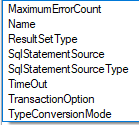 MaximumErrorCount
Name
ResultSetType
SqlStatementSource
SqlStatementSourceType
TimeOut
TransactionOption
TypeConversionMode